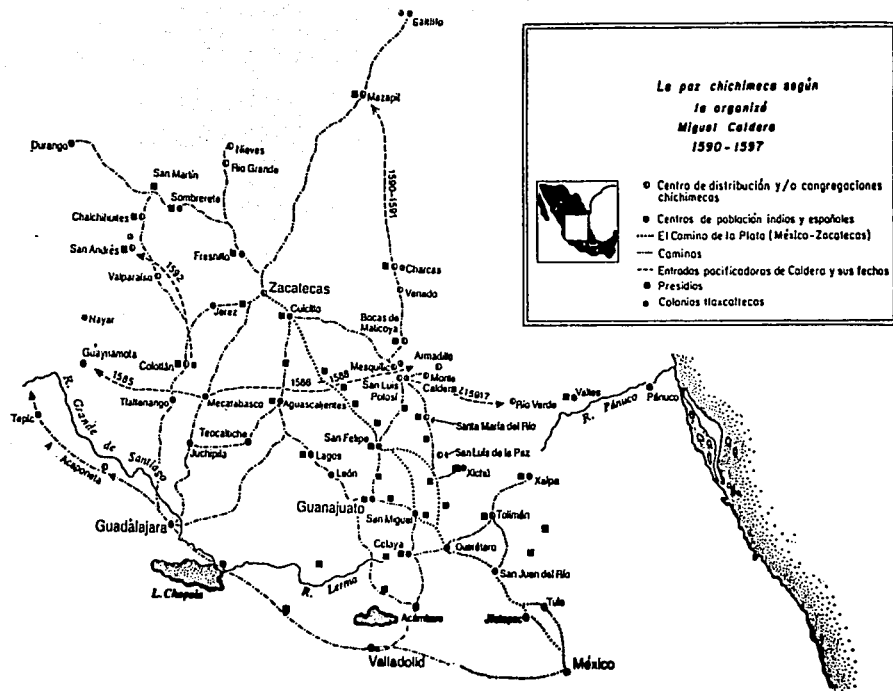 Saltillo
Mazapil
Durango
Nieves
Rio Grande
San Martín
Sombrerete
Chalchihuites
San Andrés
1592
Valparaíso
Fresnillo
Zacatecas
1590-1591
Charcas
Venado
Jerez
Cuicillo
Bocas de
Maticoya
Nayar
Guaynamota
1585
Colotlán
1586
1588
Mesquitic
Armadillo
Monte
Caldera
San Luis
Potosí
1591?
Rio Verde
Valles
R. Pánuco
Pánuco
Tlaltenango
Mecatabasco
Aguascalientes
Santa María del Río
R. Grande de Santiago
Tepic
A Acaponeta
Teocaltiche
Juchipila
San Felipe
San Luis de la Paz
Lagos
León
Xichú
Xalpa
Guanajuato
San Miguel
Tolimán
Guadalajara
Celaya
Querétaro
San Juan del Río
L. Chapala
R. Lerma
Acámbaro
Jilotepec
Tula
Valladolid
México
La paz chichimeca según
la organizó
Miguel Caldera
1590-1597
Centro de distribución y/o congregaciones
chichimecas
Centros de población indios y españoles
El Camino de la Plata (México-Zacatecas)
Caminos
Entradas pacificadoras de Caldera y sus fechas
Presidios
Colonias tlaxcaltecas